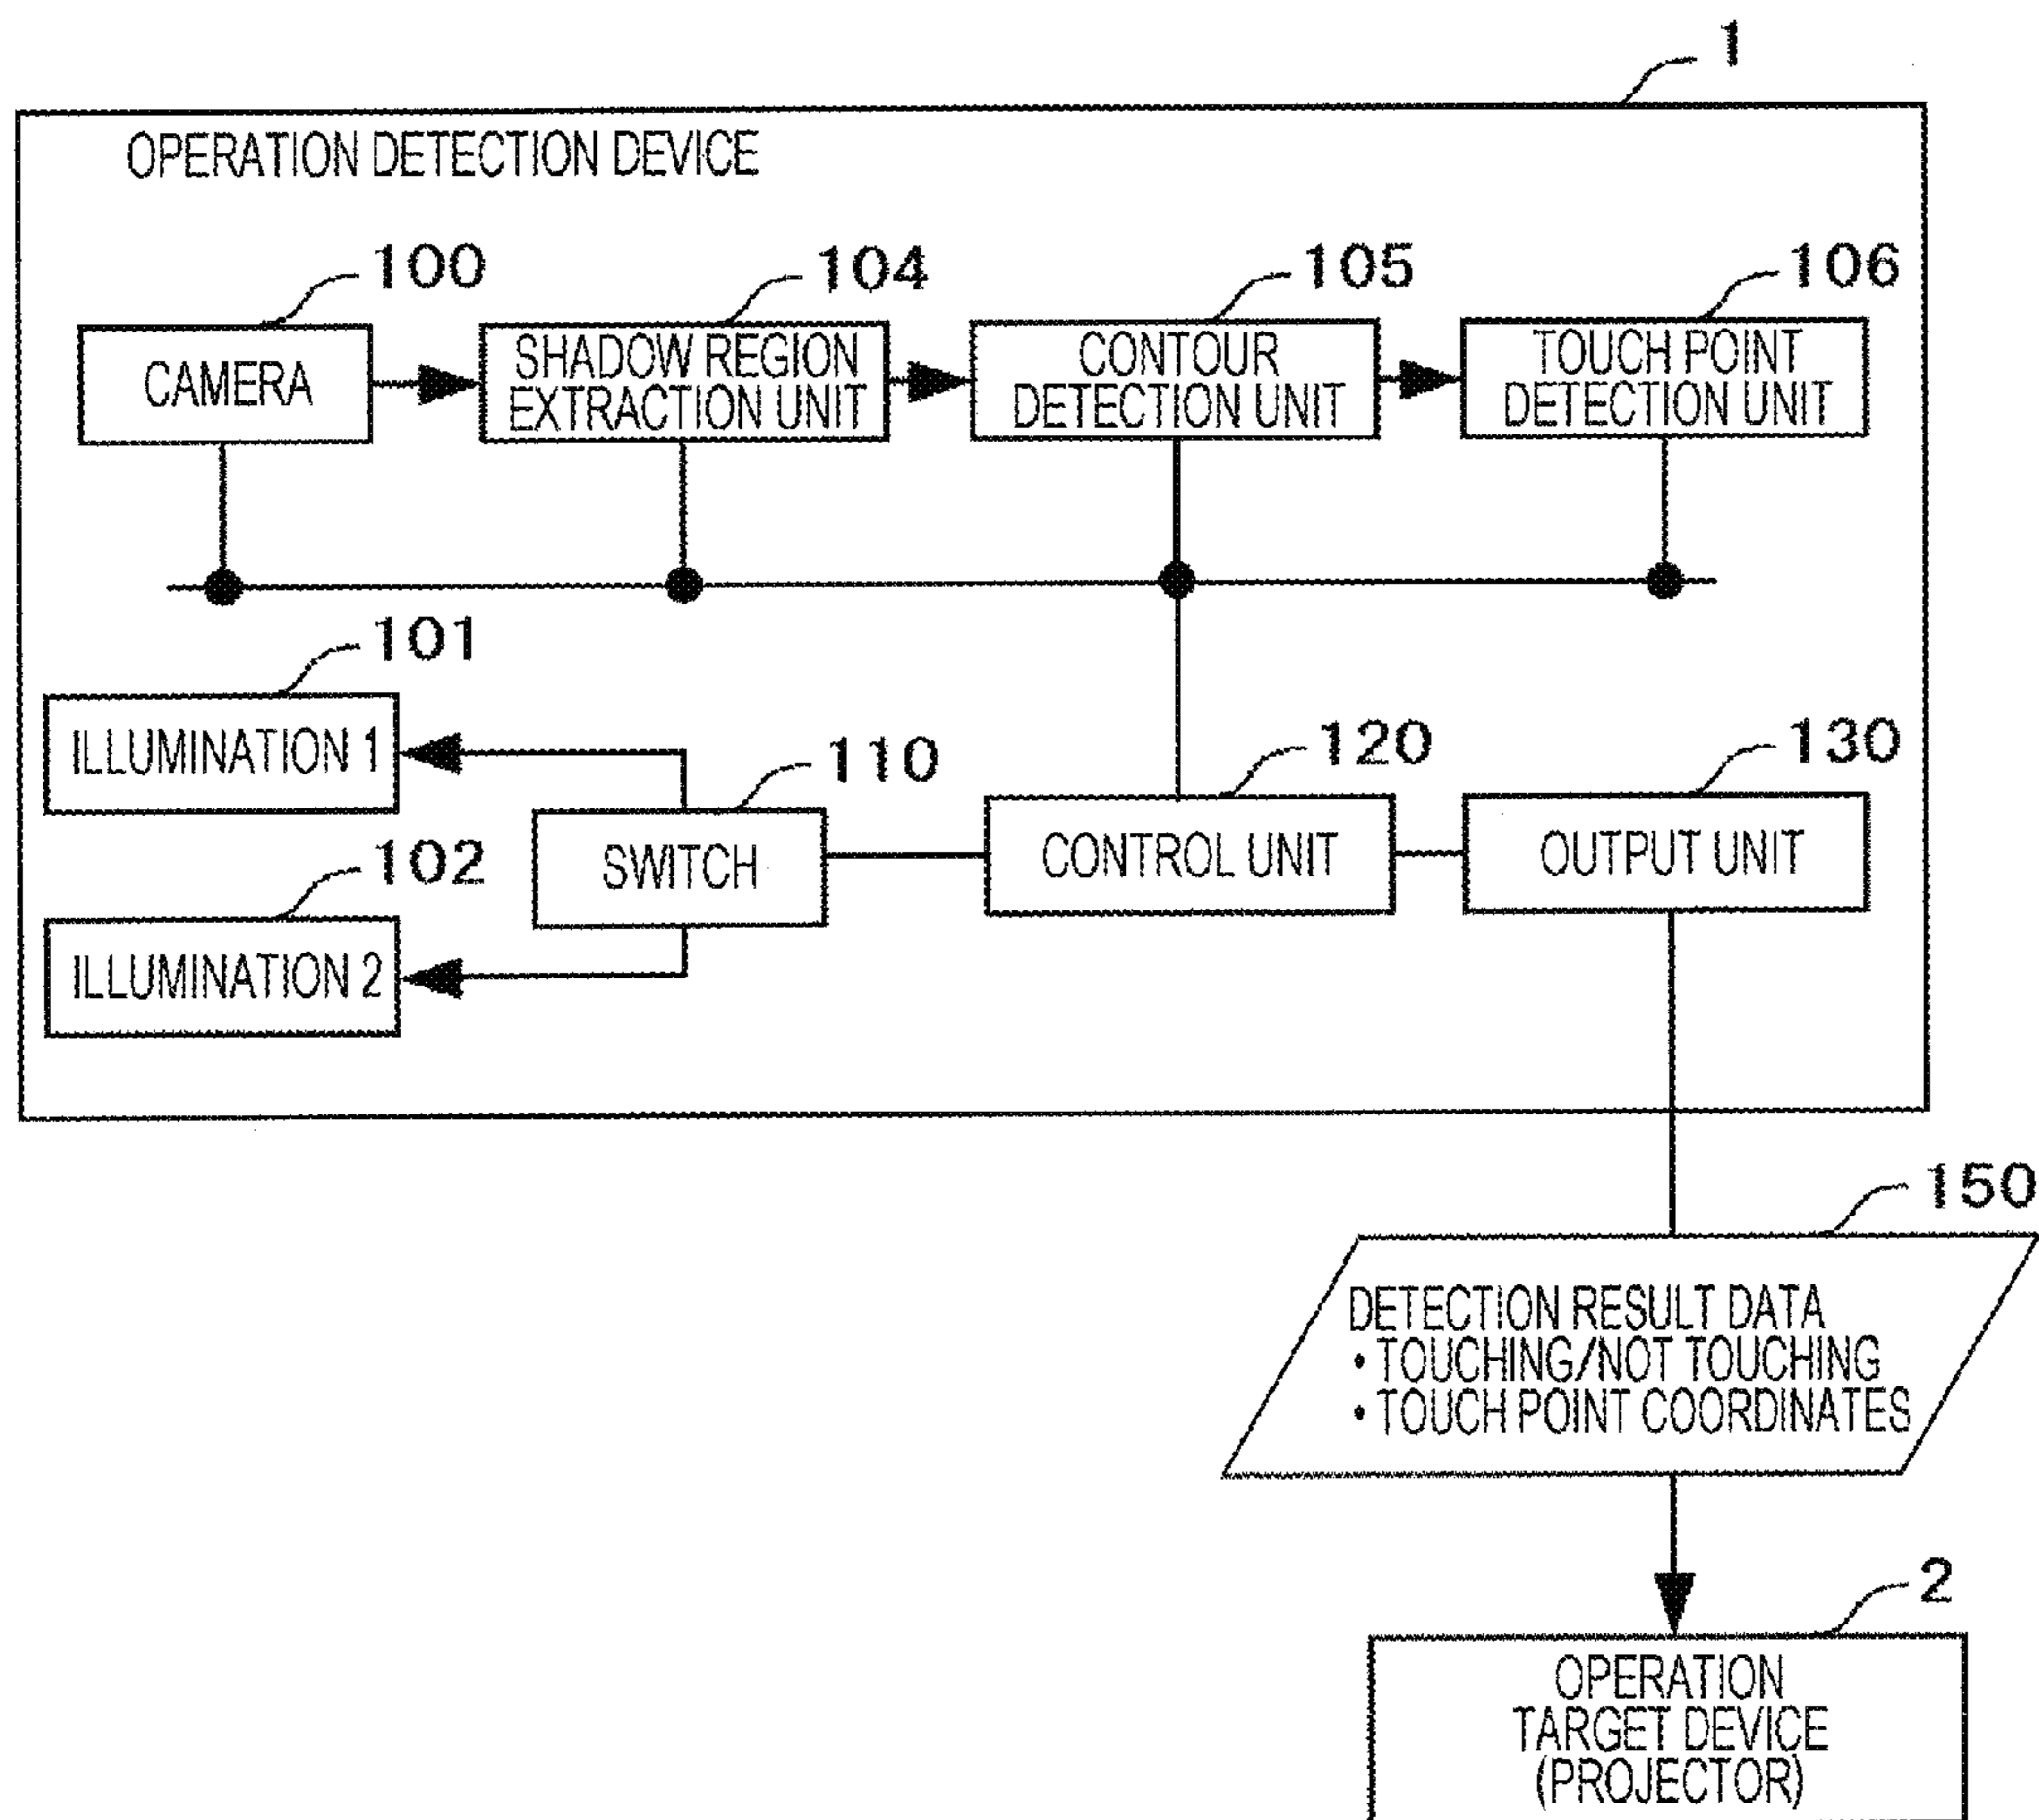 1
OPERATION DETECTION DEVICE
100
104
105
106
CAMERA
SHADOW REGION
EXTRACTION UNIT
CONTOUR
DETECTION UNIT
TOUCH POINT
DETECTION UNIT
101
ILLUMINATION 1
110
120
130
SWITCH
CONTROL UNIT
OUTPUT UNIT
102
ILLUMINATION 2
150
DETECTION RESULT DATA
• TOUCHING/NOT TOUCHING
• TOUCH POINT COORDINATES
2
OPERATION
TARGET DEVICE
(PROJECTOR)